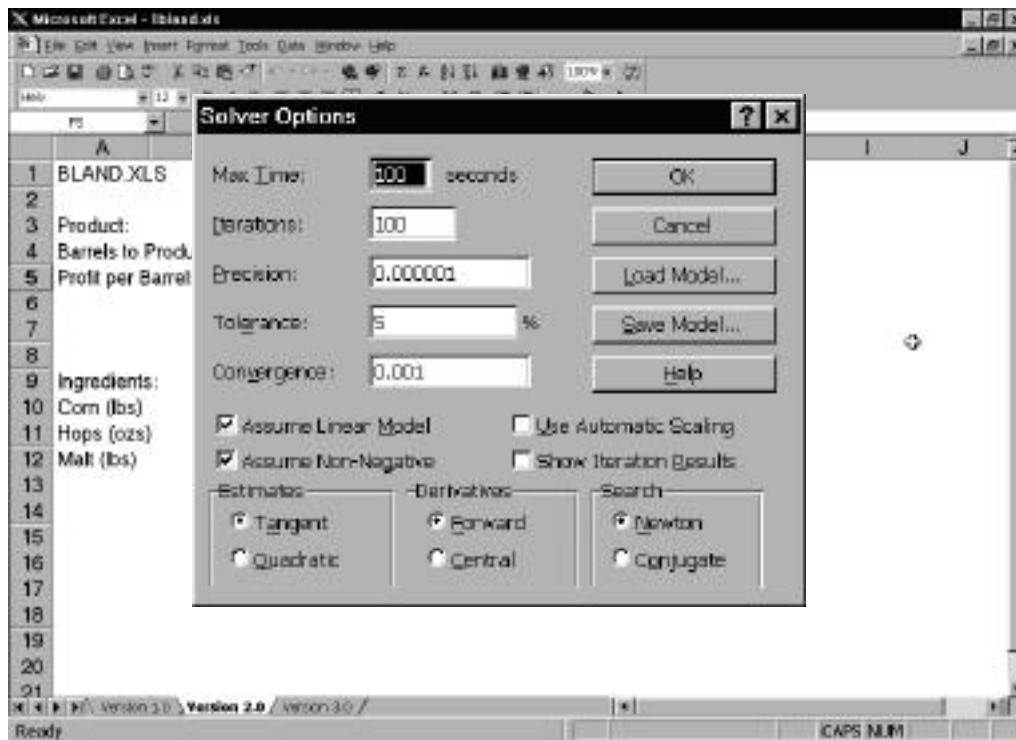 Microsoft Excel - lbland.xls
File Edit View Insert Format Tools Data Window Help
100%
Helv 12
F5
A I J
1 BLAND.XLS
2
3 Product:
4 Barrels to Produ
5 Profit per Barrel
6
7
8
9 Ingredients:
10 Corn (lbs)
11 Hops (ozs)
12 Malt (lbs)
13
14
15
16
17
18
19
20
21
Solver Options
Max Time: 100 seconds
OK
Iterations: 100
Cancel
Precision: 0.000001
Load Model...
Tolerance: 5 %
Save Model...
Convergence: 0.001
Help
Assume Linear Model
Use Automatic Scaling
Assume Non-Negative
Show Iteration Results
Estimates Derivatives Search
Tangent Forward Newton
Quadratic Central Conjugate
Version 1.0 Version 2.0 Version 3.0
Ready CAPS NUM